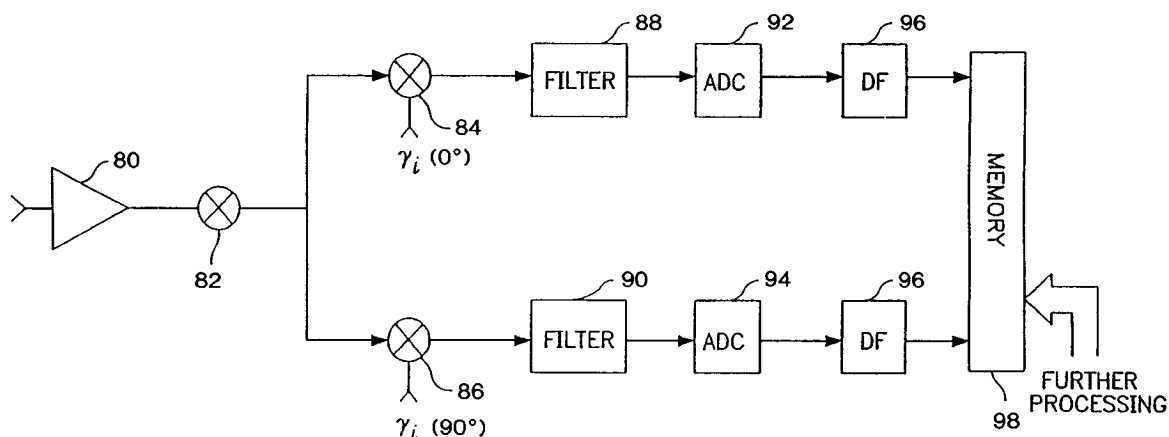 88
92
96
FILTER
ADC
DF
84
γi (0°)
80
82
MEMORY
90
94
96
FILTER
ADC
DF
86
γi (90°)
98
FURTHER
PROCESSING